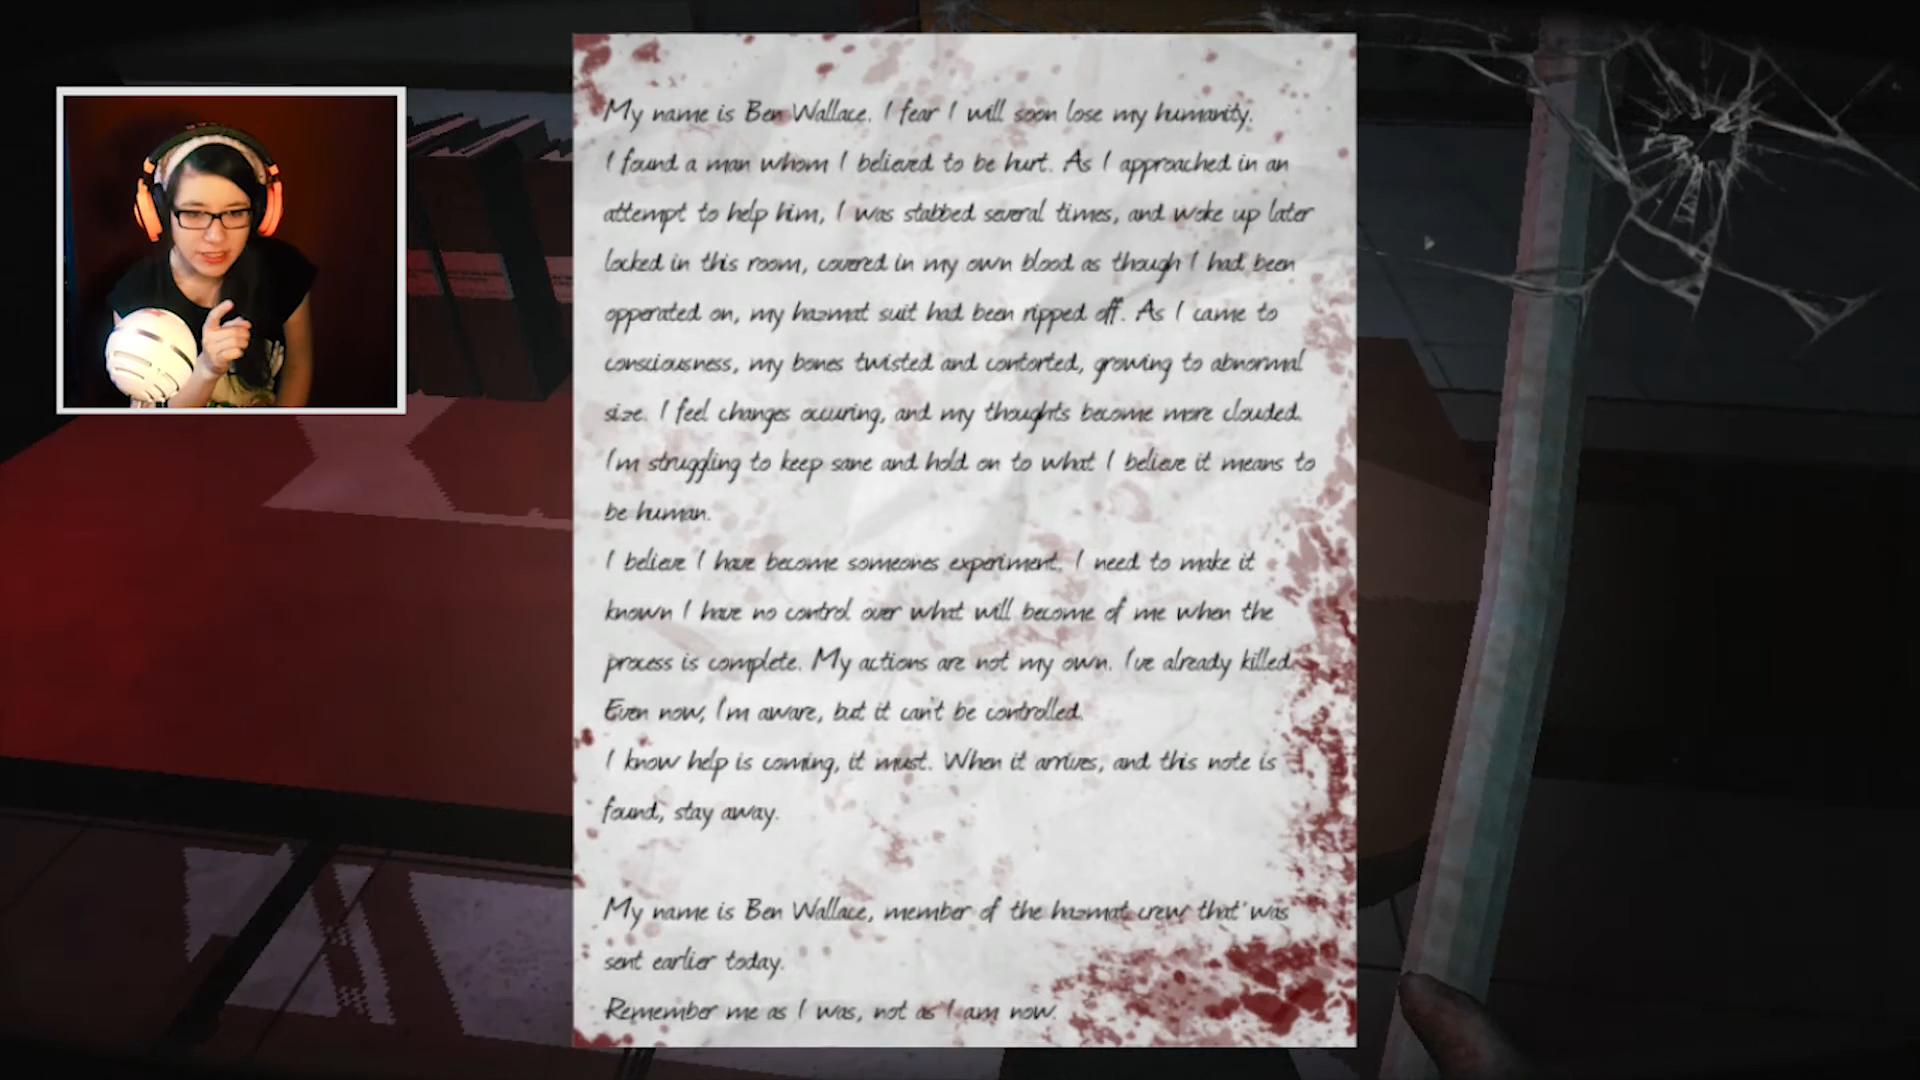 My name is Ben Wallace. I fear I will soon lose my humanity.
I found a man whom I believed to be hurt. As I approached in an
attempt to help him, I was stabbed several times, and woke up later
locked in this room, covered in my own blood as though I had been
opperated on, my hazmat suit had been ripped off. As I came to
consciousness, my bones twisted and contorted, growing to abnormal
size. I feel changes occuring, and my thoughts become more clouded.
I'm struggling to keep sane and hold on to what I believe it means to
be human.
I believe I have become someones experiment. I need to make it
known I have no control over what will become of me when the
process is complete. My actions are not my own. I've already killed.
Even now, I'm aware, but it can't be controlled.
I know help is coming, it must. When it arrives, and this note is
found, stay away.
My name is Ben Wallace, member of the hazmat crew that was
sent earlier today.
Remember me as I was, not as I am now.